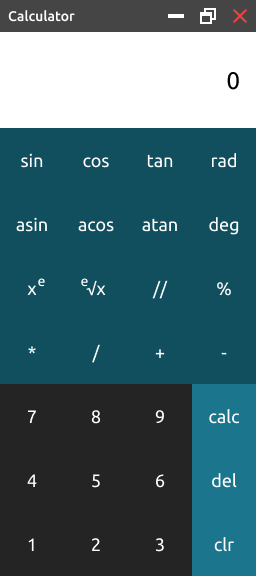 Calculator
0
sin cos tan rad
asin acos atan deg
xᵉ ᵉ√x // %
* / + -
7 8 9 calc
4 5 6 del
1 2 3 clr